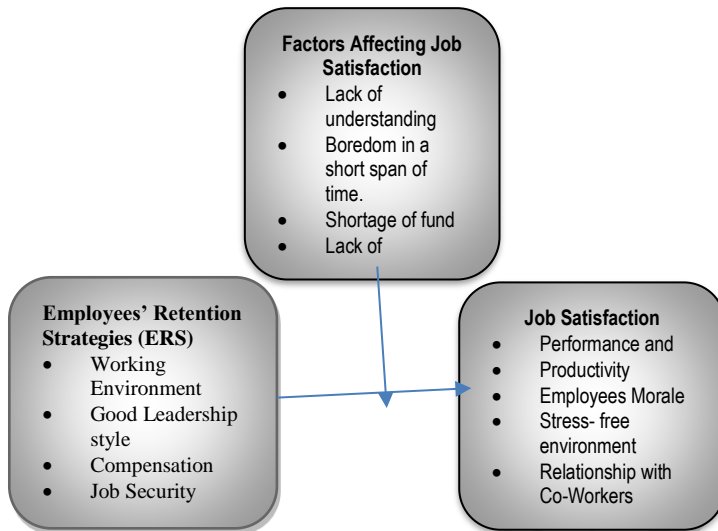 Factors Affecting Job
Satisfaction
• Lack of
understanding
• Boredom in a
short span of
time.
• Shortage of fund
• Lack of
Employees’ Retention
Strategies (ERS)
• Working
Environment
• Good Leadership
style
• Compensation
• Job Security
Job Satisfaction
• Performance and
• Productivity
• Employees Morale
• Stress- free
environment
• Relationship with
Co-Workers